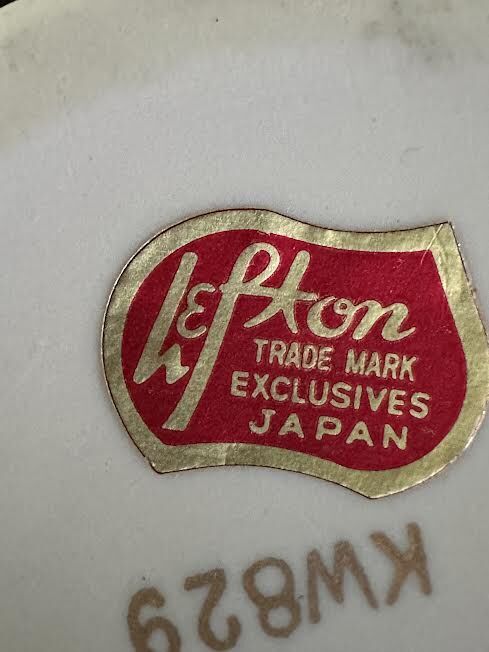 Lefton
TRADE MARK
EXCLUSIVES
JAPAN
KW829